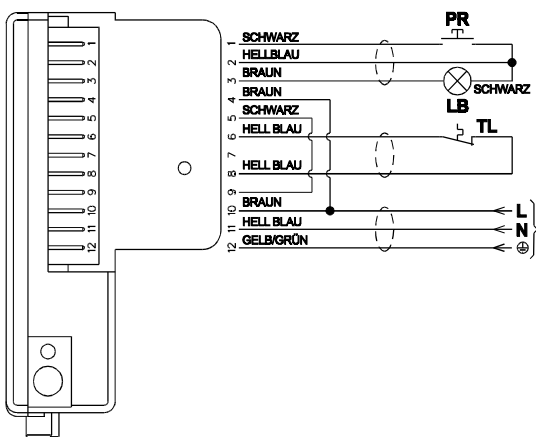 PR
1 1 SCHWARZ
2 2 HELLBLAU
3 3 BRAUN
SCHWARZ
LB
4 4 BRAUN
5 5 SCHWARZ
TL
6 6 HELL BLAU
7 7
8 8 HELL BLAU
9 9
10 10 BRAUN L
11 11 HELL BLAU N
12 12 GELB/GRÜN